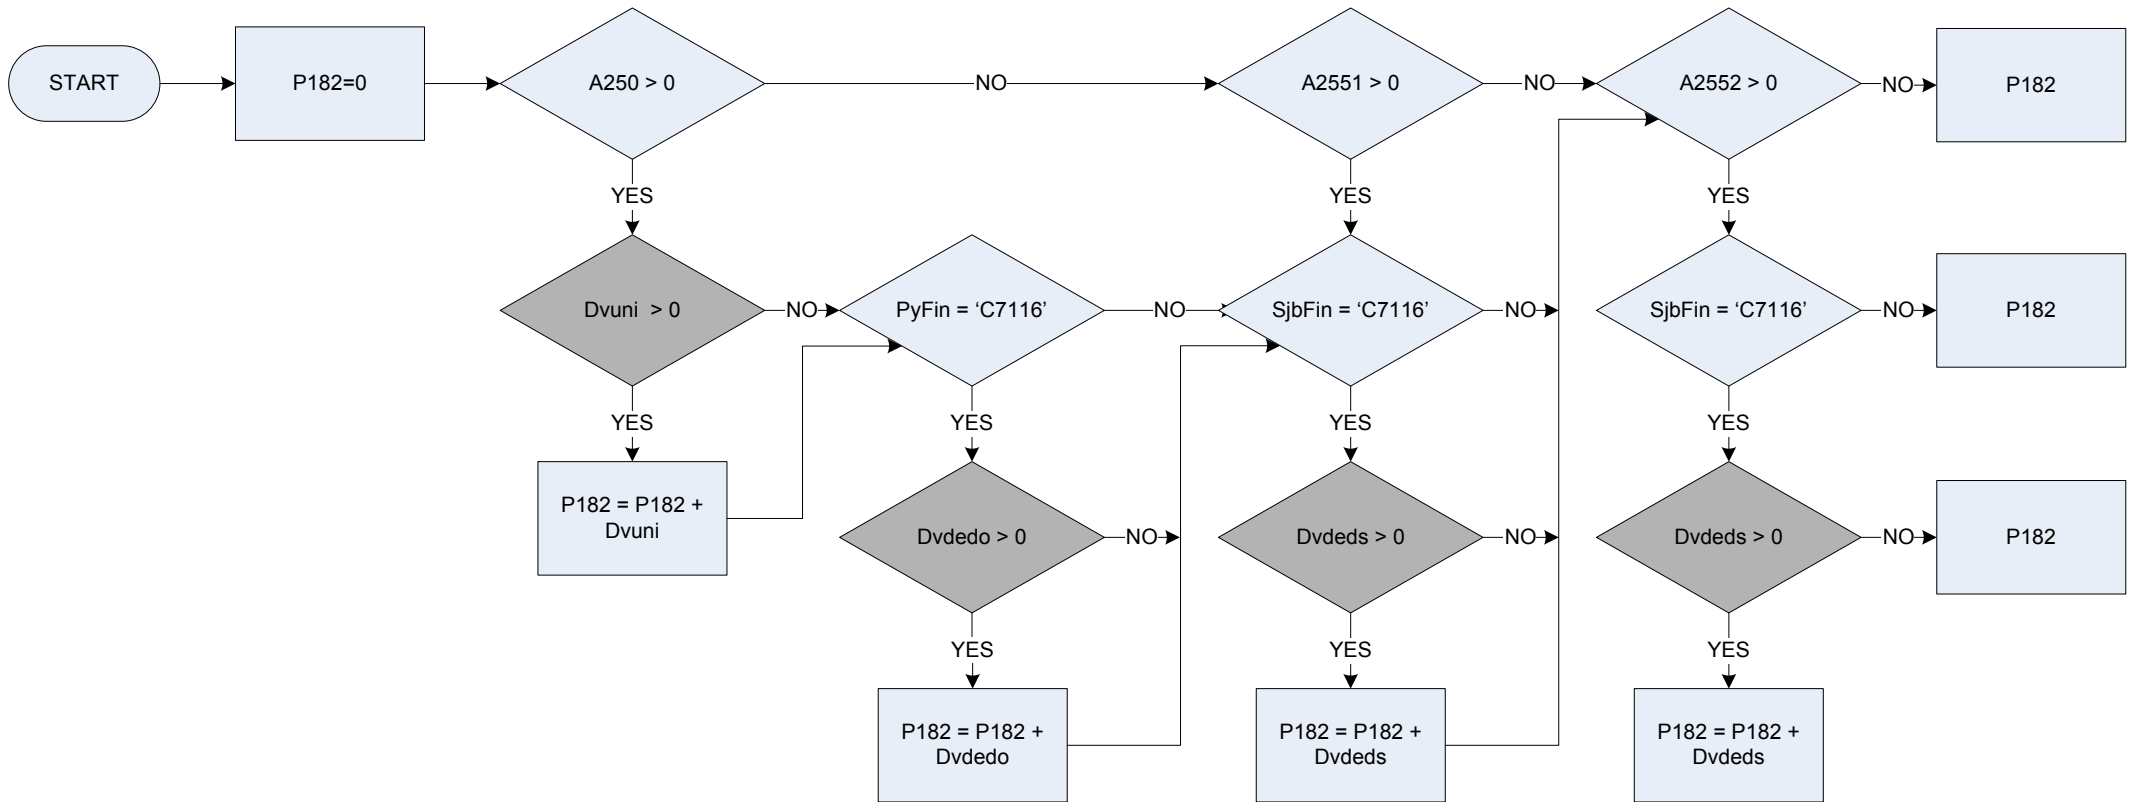 START
P182=0
A250 > 0
NO
A2551 > 0
NO
A2552 > 0
NO
P182
YES
YES
YES
Dvuni > 0
NO
PyFin = ‘C7116’
NO
SjbFin = ‘C7116’
NO
SjbFin = ‘C7116’
NO
P182
YES
YES
YES
YES
P182 = P182 +
Dvuni
Dvdedo > 0
NO
Dvdeds > 0
NO
Dvdeds > 0
NO
P182
YES
YES
YES
P182 = P182 +
Dvdedo
P182 = P182 +
Dvdeds
P182 = P182 +
Dvdeds